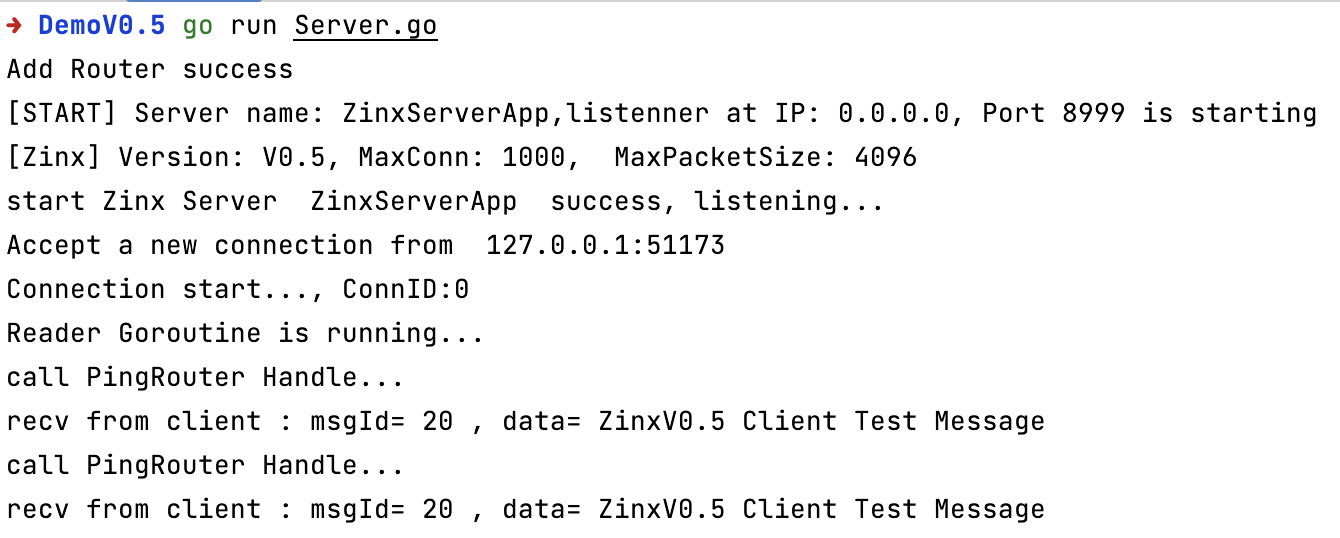 ➜ DemoV0.5 go run Server.go
Add Router success
[START] Server name: ZinxServerApp,listenner at IP: 0.0.0.0, Port 8999 is starting
[Zinx] Version: V0.5, MaxConn: 1000,  MaxPacketSize: 4096
start Zinx Server  ZinxServerApp  success, listening...
Accept a new connection from  127.0.0.1:51173
Connection start..., ConnID:0
Reader Goroutine is running...
call PingRouter Handle...
recv from client : msgId= 20 , data= ZinxV0.5 Client Test Message
call PingRouter Handle...
recv from client : msgId= 20 , data= ZinxV0.5 Client Test Message